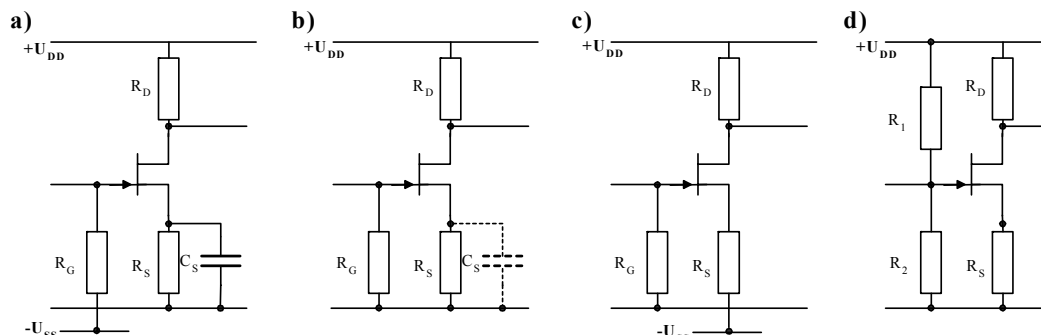 a)
b)
c)
d)
+U_DD
+U_DD
+U_DD
+U_DD
R_D
R_D
R_D
R_D
R_1
R_G
R_S
C_S
R_G
R_S
C_S
R_G
R_S
R_2
R_S